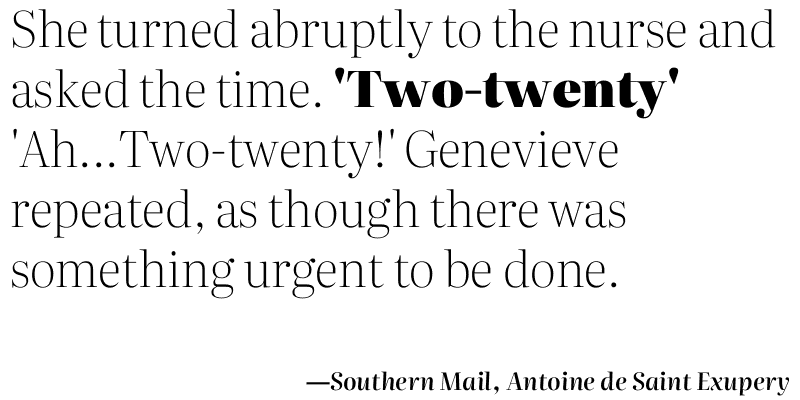 She turned abruptly to the nurse and
asked the time. 'Two-twenty'
'Ah...Two-twenty!' Genevieve
repeated, as though there was
something urgent to be done.
—Southern Mail, Antoine de Saint Exupery